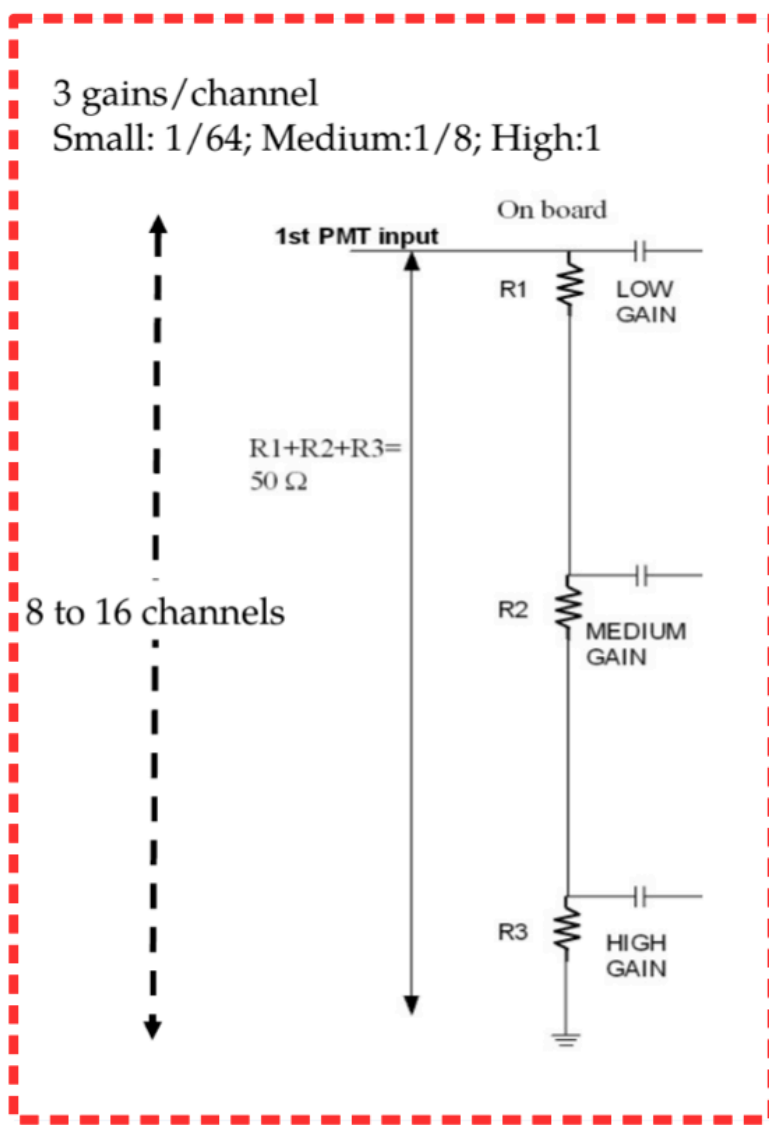 3 gains/channel
Small: 1/64; Medium:1/8; High:1
On board
1st PMT input
R1
LOW
GAIN
R1+R2+R3=
50 Ω
8 to 16 channels
R2
MEDIUM
GAIN
R3
HIGH
GAIN